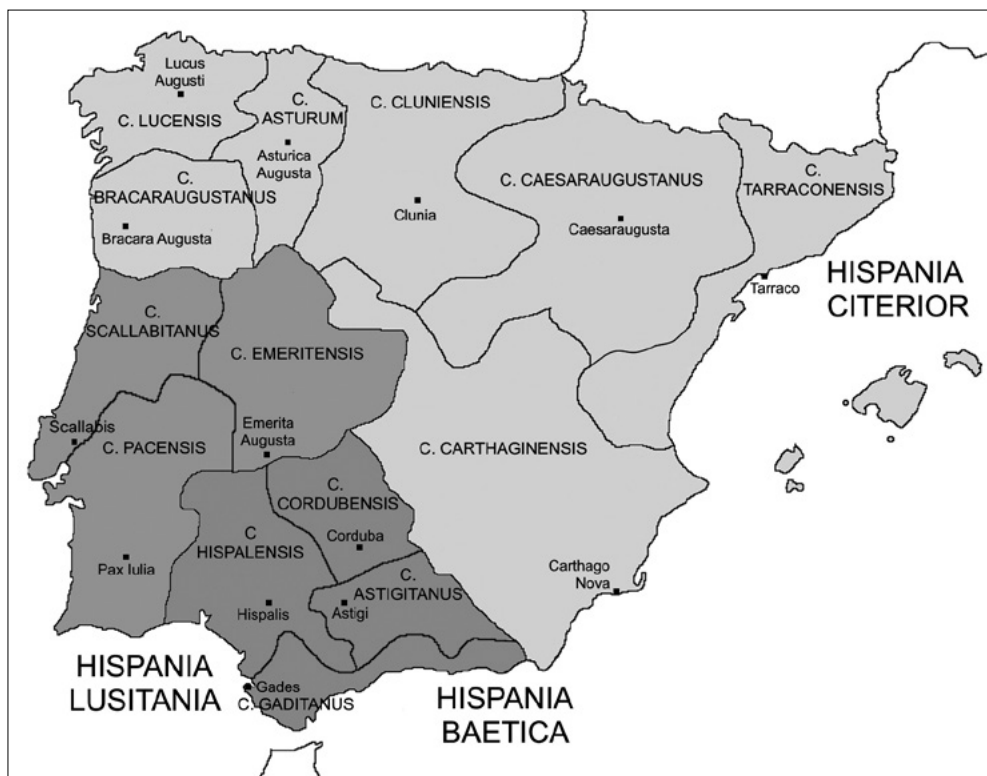 Lucus
Augusti
C. LUCENSIS
C.
ASTURUM
Asturica
Augusta
C. CLUNIENSIS
Clunia
C. CAESARAUGUSTANUS
Caesaraugusta
C.
TARRACONENSIS
Tarraco
HISPANIA
CITERIOR
C.
BRACARAUGUSTANUS
Bracara Augusta
C.
SCALLABITANUS
Scallabis
C. EMERITENSIS
Emerita
Augusta
C. PACENSIS
Pax Iulia
C. CARTHAGINENSIS
Carthago
Nova
C.
CORDUBENSIS
Corduba
C
HISPALENSIS
Hispalis
C.
ASTIGITANUS
Astigi
Gades
C. GADITANUS
HISPANIA
LUSITANIA
HISPANIA
BAETICA